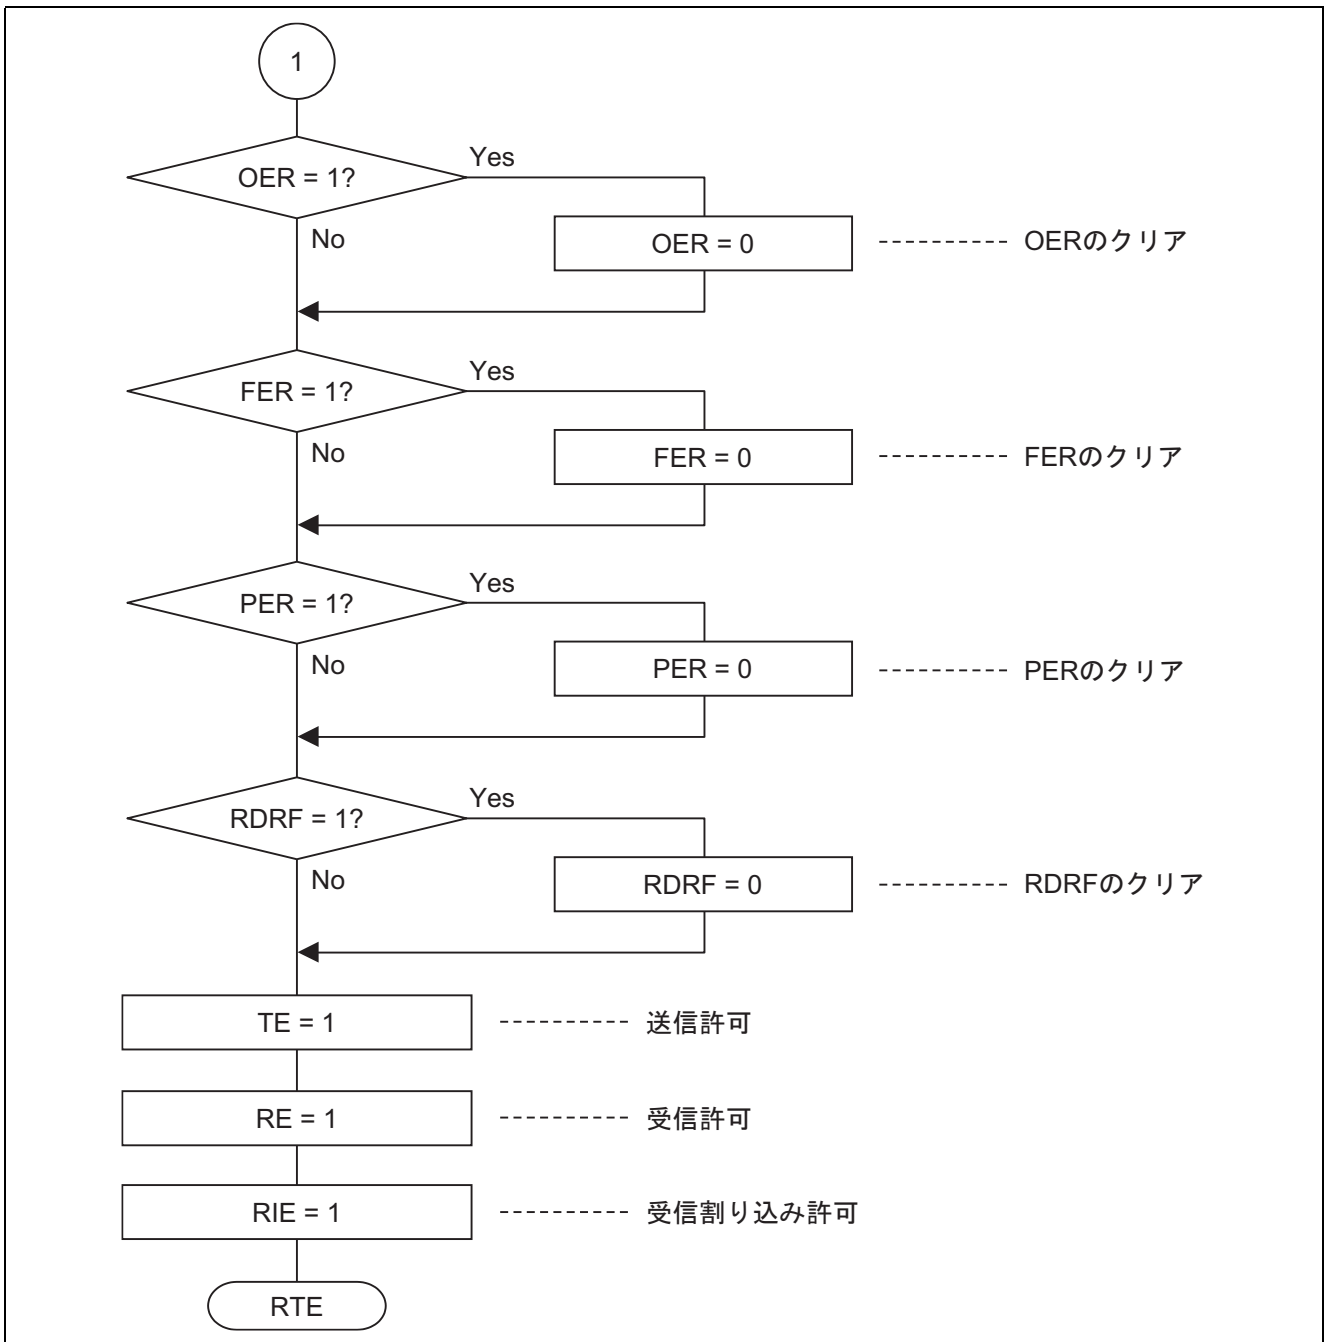 1
OER = 1?
Yes
No
OER = 0
OERのクリア
FER = 1?
Yes
No
FER = 0
FERのクリア
PER = 1?
Yes
No
PER = 0
PERのクリア
RDRF = 1?
Yes
No
RDRF = 0
RDRFのクリア
TE = 1
送信許可
RE = 1
受信許可
RIE = 1
受信割り込み許可
RTE